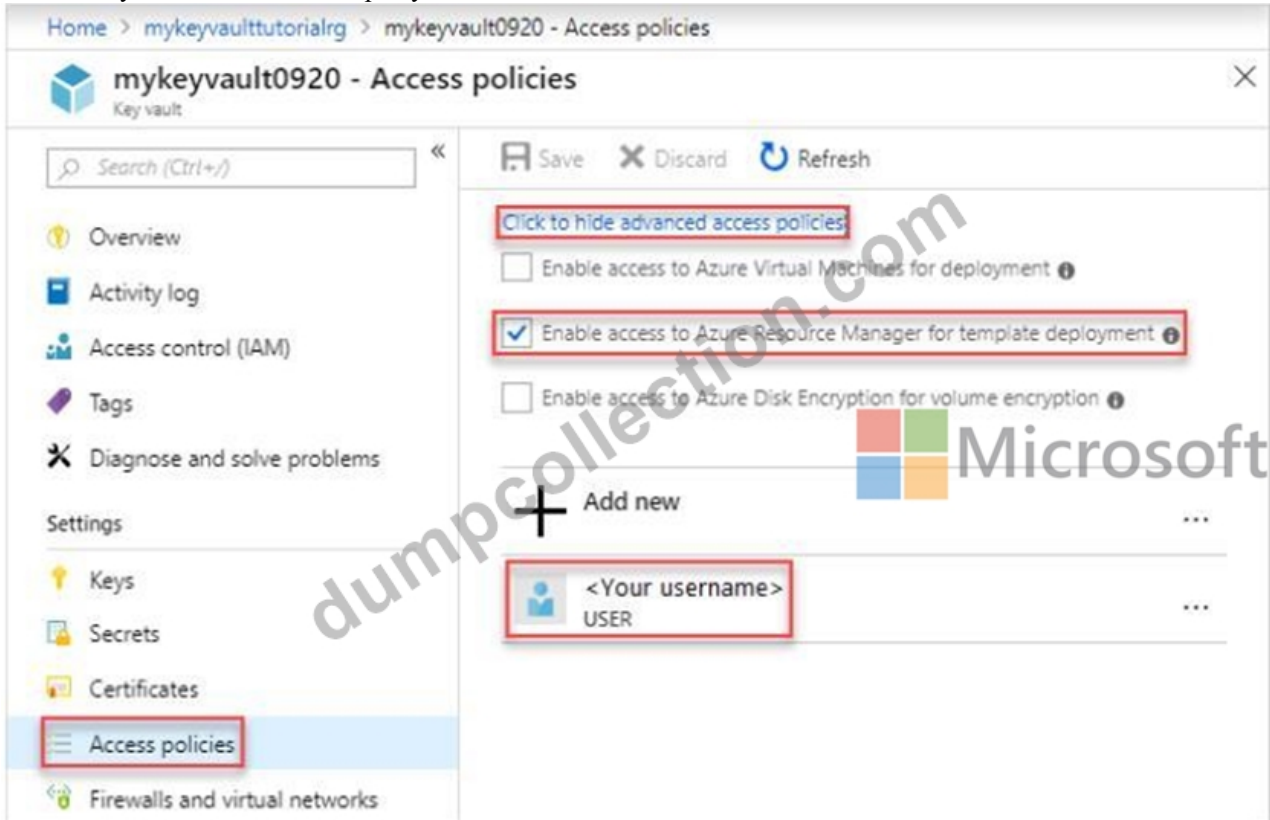 Home > mykeyvaulttutorialrg > mykeyvault0920 - Access policies
mykeyvault0920 - Access policies
Key vault
Search (Ctrl+/)
«
Save
Discard
Refresh
Overview
Activity log
Access control (IAM)
Tags
Diagnose and solve problems
Settings
Keys
Secrets
Certificates
Access policies
Firewalls and virtual networks
Click to hide advanced access policies
Enable access to Azure Virtual Machines for deployment
Enable access to Azure Resource Manager for template deployment
Enable access to Azure Disk Encryption for volume encryption
Microsoft
Add new
...
<Your username>
USER
...
dumpcollection.com